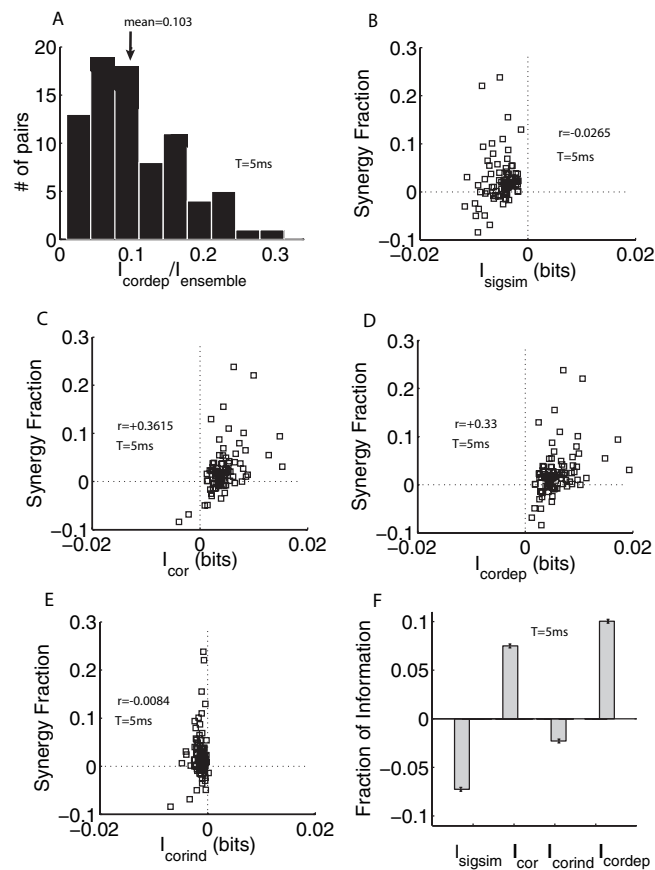 A
mean=0.103
# of pairs
20
15
10
5
0
T=5ms
0 0.1 0.2 0.3
I_cordep/I_ensemble
B
Synergy Fraction
0.3
0.2
0.1
0
−0.1
r=-0.0265
T=5ms
−0.02 0 0.02
I_sigsim (bits)
C
Synergy Fraction
0.3
0.2
0.1
0
−0.1
r=+0.3615
T=5ms
−0.02 0 0.02
I_cor (bits)
D
Synergy Fraction
0.3
0.2
0.1
0
−0.1
r=+0.33
T=5ms
−0.02 0 0.02
I_cordep (bits)
E
Synergy Fraction
0.3
0.2
0.1
0
−0.1
r=-0.0084
T=5ms
−0.02 0 0.02
I_corind (bits)
F
Fraction of Information
0.1
0.05
0
−0.05
−0.1
T=5ms
I_sigsim I_cor I_corind I_cordep